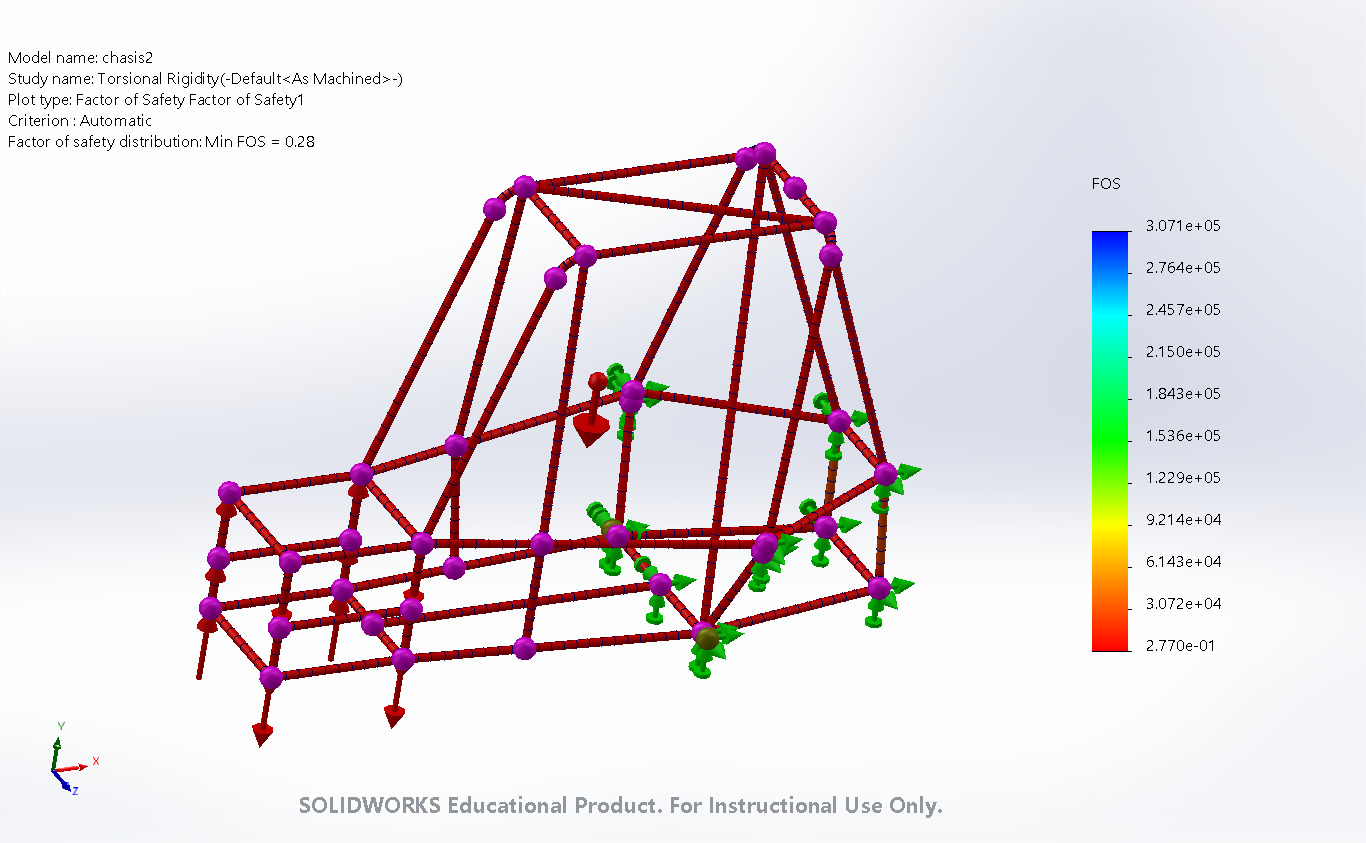 Model name: chasis2
Study name: Torsional Rigidity(-Default<As Machined>-)
Plot type: Factor of Safety Factor of Safety1
Criterion : Automatic
Factor of safety distribution: Min FOS = 0.28
FOS
3.071e+05
2.764e+05
2.457e+05
2.150e+05
1.843e+05
1.536e+05
1.229e+05
9.214e+04
6.143e+04
3.072e+04
2.770e-01
Y
X
Z
SOLIDWORKS Educational Product. For Instructional Use Only.